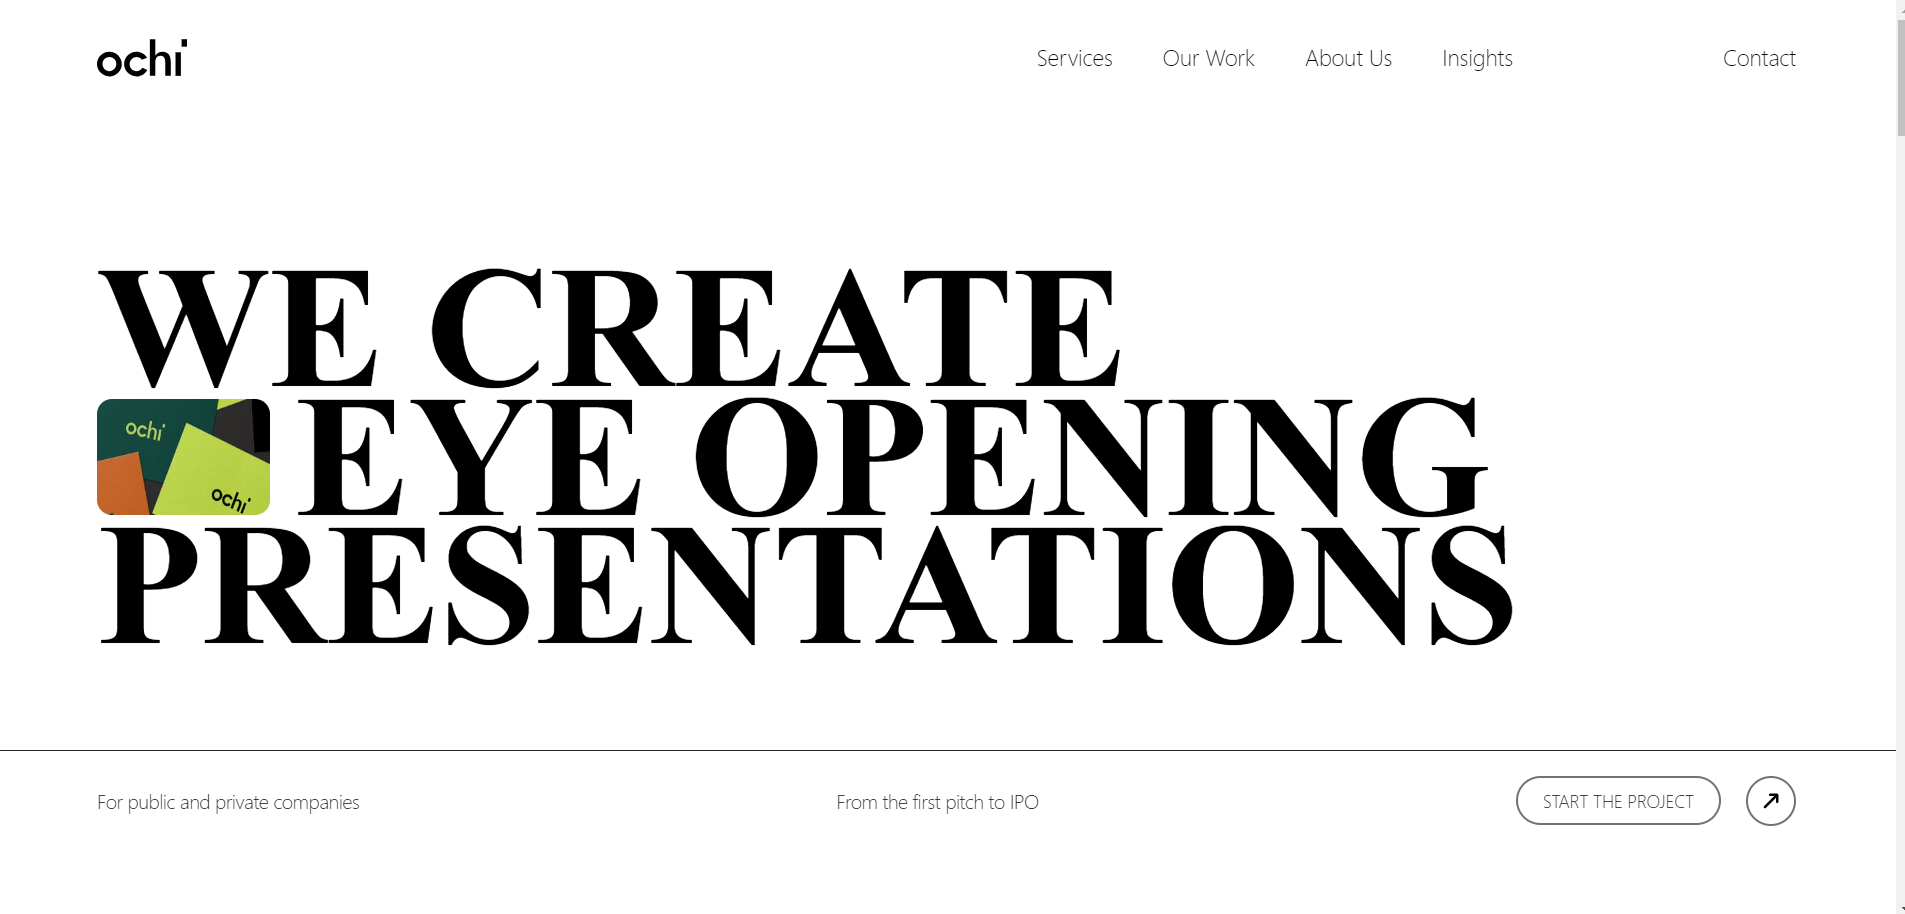 ochi
Services
Our Work
About Us
Insights
Contact
WE CREATE
ochi
ochi
EYE OPENING
PRESENTATIONS
For public and private companies
From the first pitch to IPO
START THE PROJECT